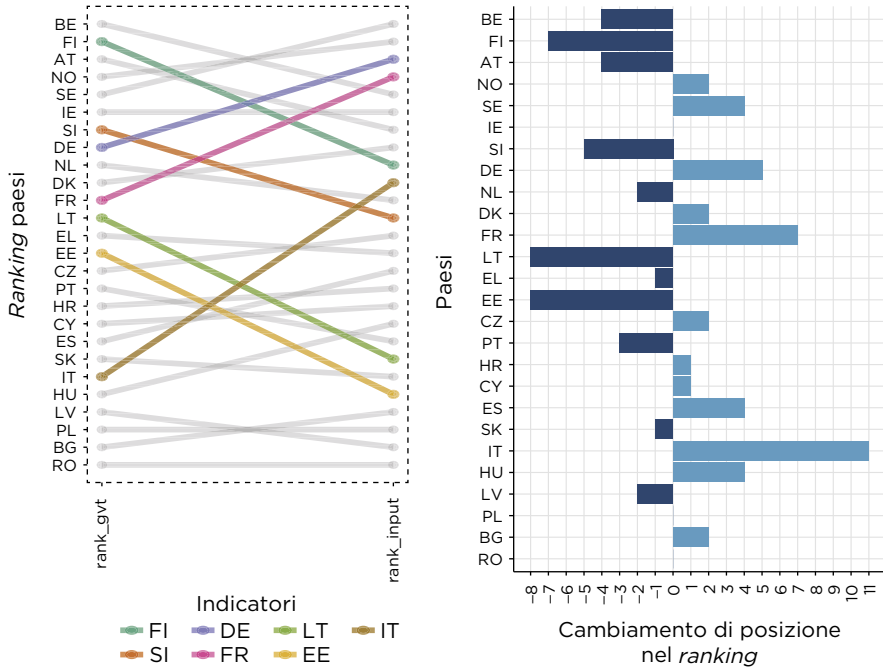 Ranking paesi
BE
FI
AT
NO
SE
IE
SI
DE
NL
DK
FR
LT
EL
EE
CZ
PT
HR
CY
ES
SK
IT
HU
LV
PL
BG
RO
rank_gvt
rank_input
Indicatori
FI DE LT IT
SI FR EE
Paesi
BE
FI
AT
NO
SE
IE
SI
DE
NL
DK
FR
LT
EL
EE
CZ
PT
HR
CY
ES
SK
IT
HU
LV
PL
BG
RO
−8 −7 −6 −5 −4 −3 −2 −1 0 1 2 3 4 5 6 7 8 9 10 11
Cambiamento di posizione
nel ranking